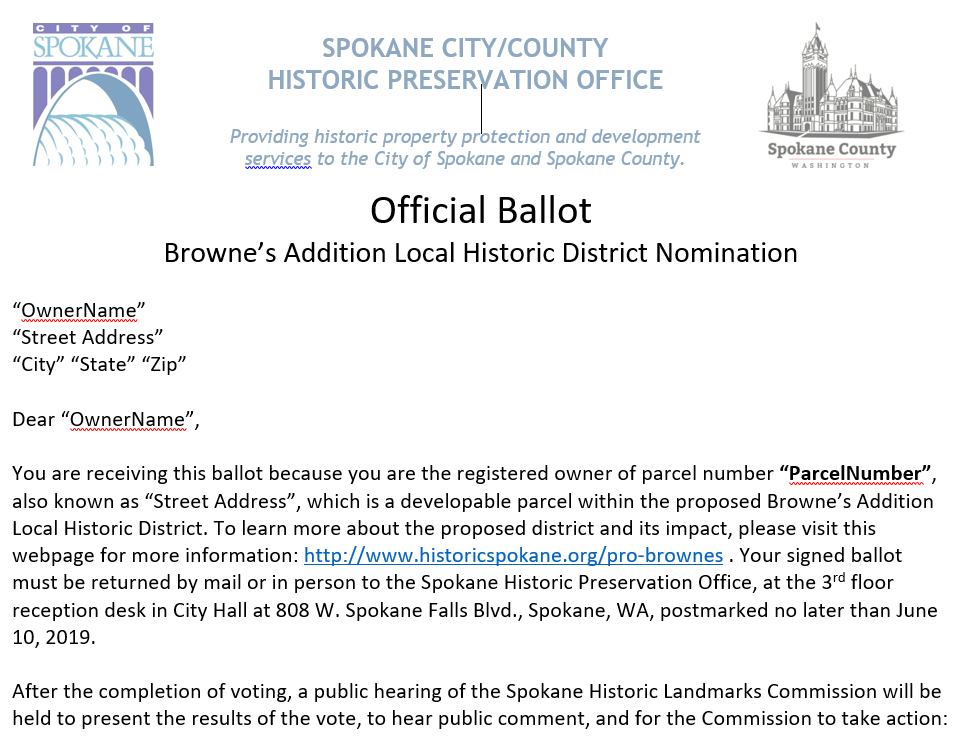 CITY OF
SPOKANE
SPOKANE CITY/COUNTY
HISTORIC PRESERVATION OFFICE
Providing historic property protection and development
services to the City of Spokane and Spokane County.
Spokane County
WASHINGTON
Official Ballot
Browne’s Addition Local Historic District Nomination
“OwnerName”
“Street Address”
“City” “State” “Zip”
Dear “OwnerName”,
You are receiving this ballot because you are the registered owner of parcel number “ParcelNumber”,
also known as “Street Address”, which is a developable parcel within the proposed Browne’s Addition
Local Historic District. To learn more about the proposed district and its impact, please visit this
webpage for more information: http://www.historicspokane.org/pro-brownes . Your signed ballot
must be returned by mail or in person to the Spokane Historic Preservation Office, at the 3rd floor
reception desk in City Hall at 808 W. Spokane Falls Blvd., Spokane, WA, postmarked no later than June
10, 2019.
After the completion of voting, a public hearing of the Spokane Historic Landmarks Commission will be
held to present the results of the vote, to hear public comment, and for the Commission to take action: